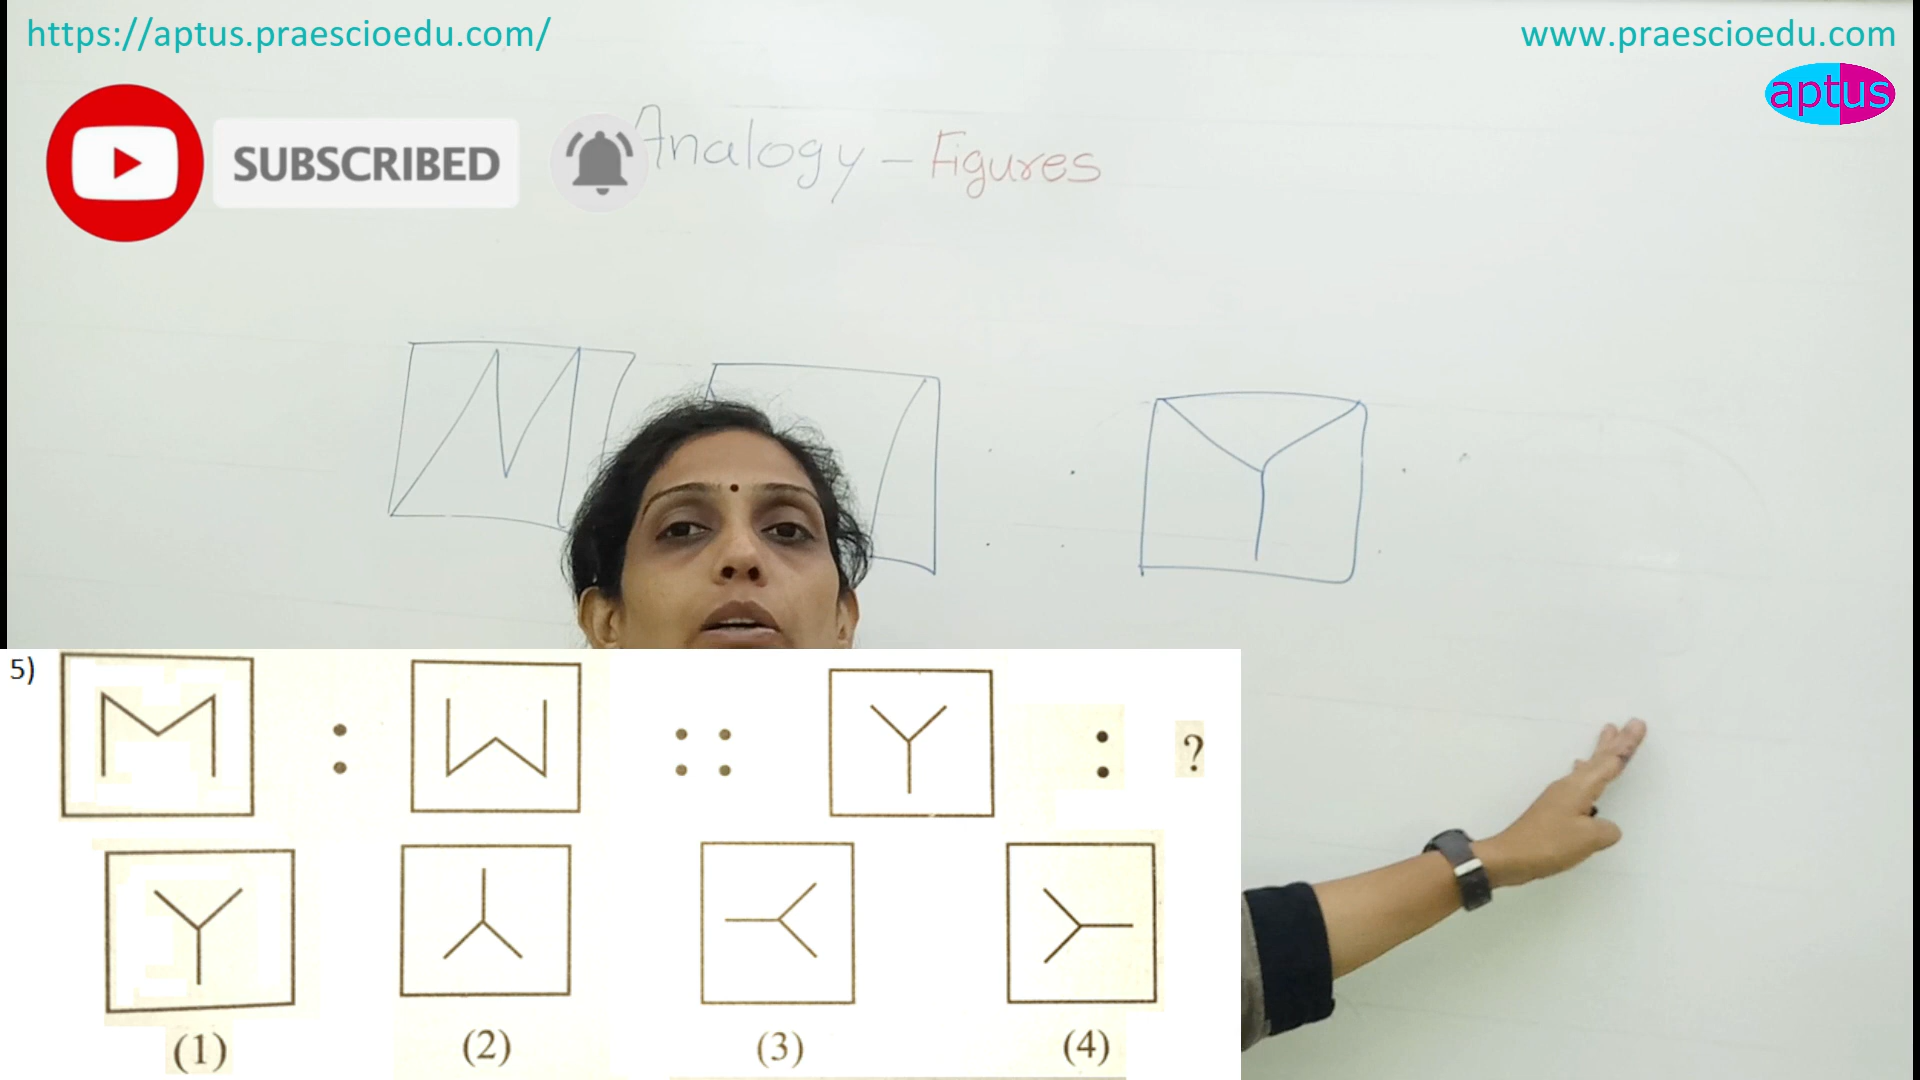 https://aptus.praescioedu.com/
www.praescioedu.com
aptus
SUBSCRIBED
Analogy - Figures
5)
M : W :: Y : ?
(1) (2) (3) (4)